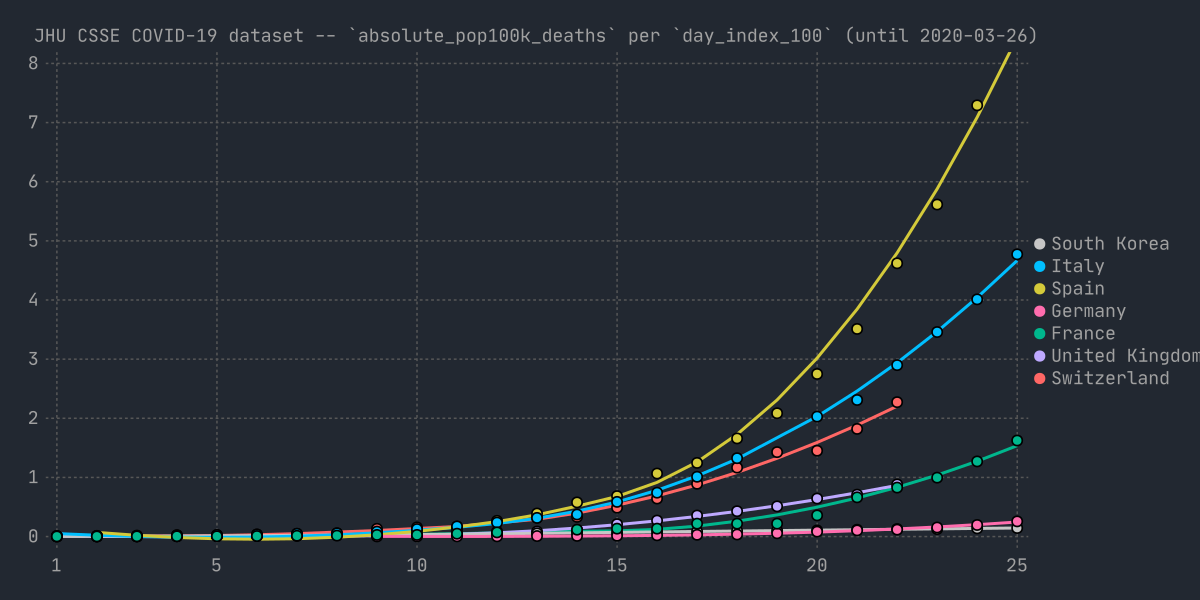 JHU CSSE COVID-19 dataset -- `absolute_pop100k_deaths` per `day_index_100` (until 2020-03-26)
8
7
6
5
4
3
2
1
0
1 5 10 15 20 25
South Korea
Italy
Spain
Germany
France
United Kingdom
Switzerland